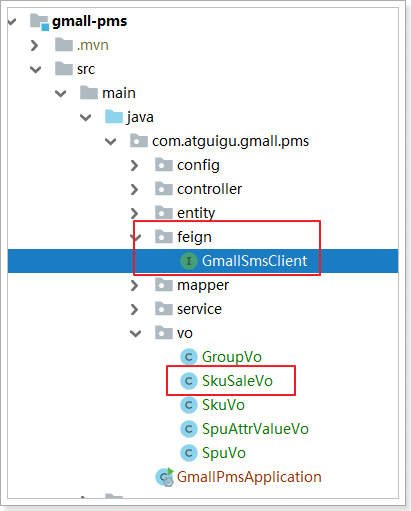 gmall-pms
.mvn
src
main
java
com.atguigu.gmall.pms
config
controller
entity
feign
I GmallSmsClient
mapper
service
vo
C GroupVo
C SkuSaleVo
C SkuVo
C SpuAttrValueVo
C SpuVo
C GmallPmsApplication